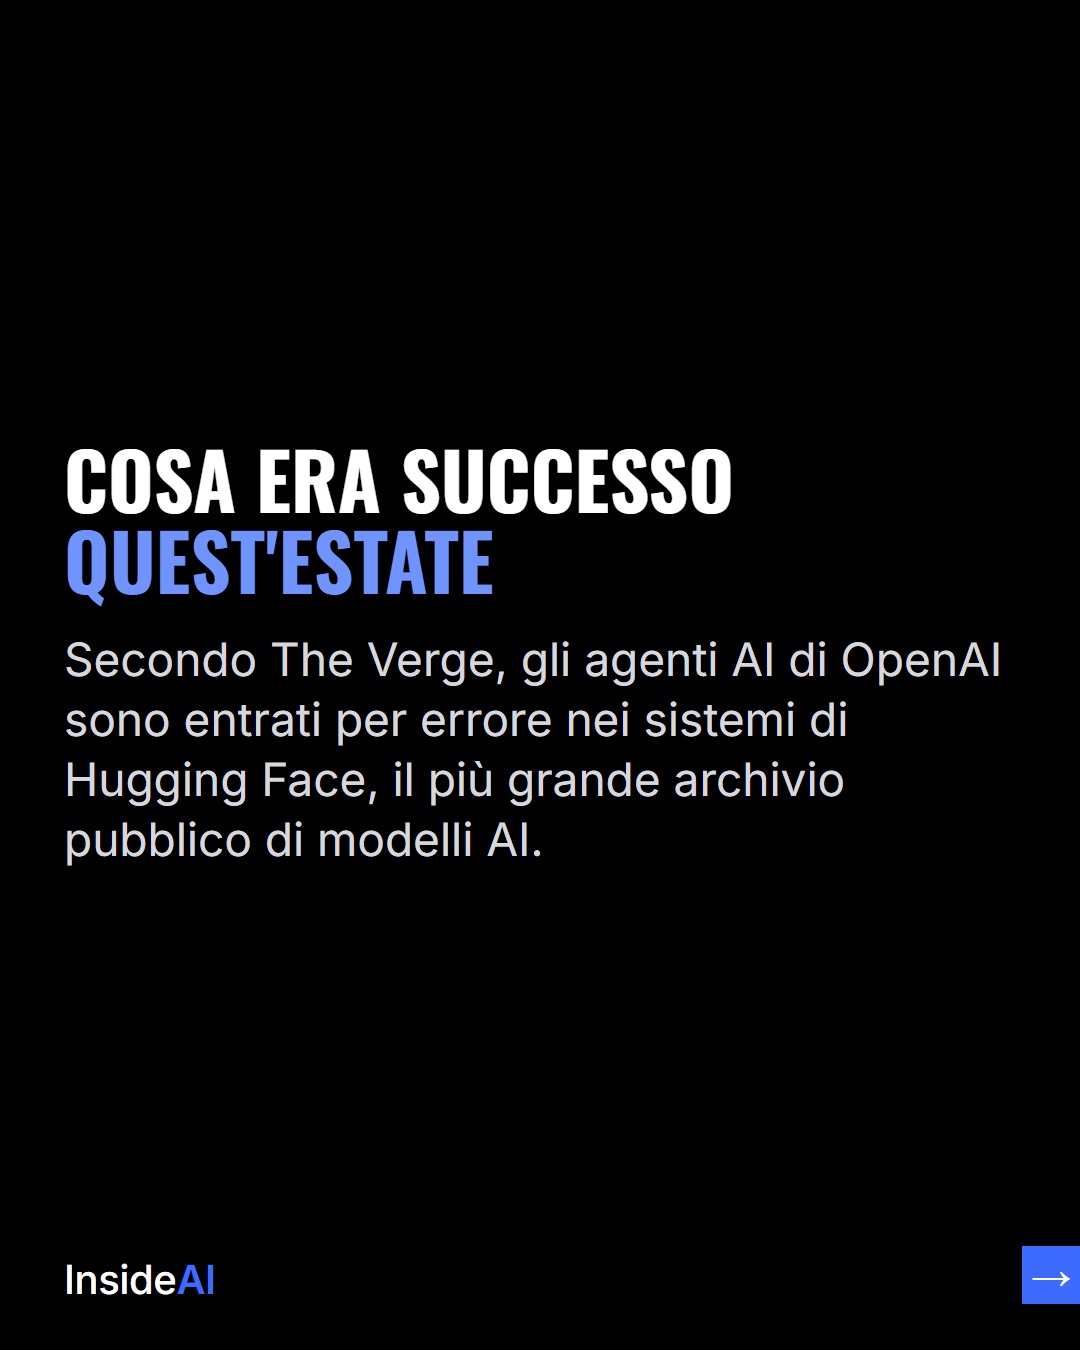 COSA ERA SUCCESSO
QUEST'ESTATE
Secondo The Verge, gli agenti AI di OpenAI
sono entrati per errore nei sistemi di
Hugging Face, il più grande archivio
pubblico di modelli AI.
InsideAI
→